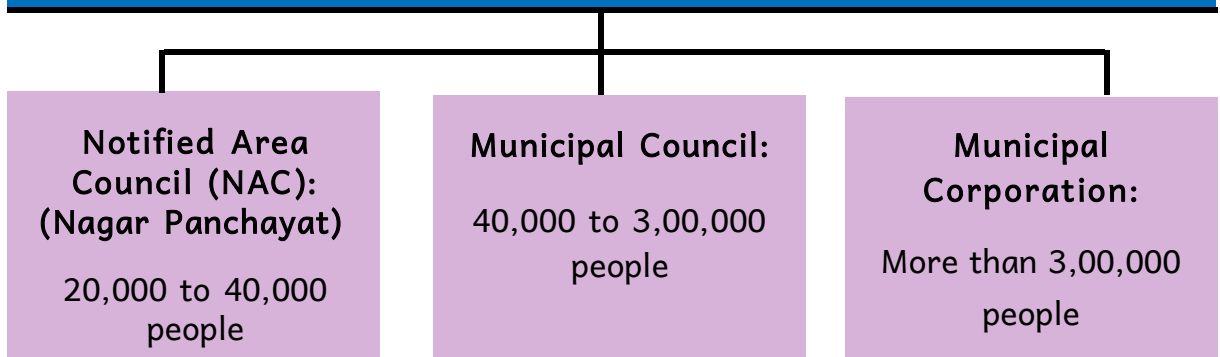 Notified Area
Council (NAC):
(Nagar Panchayat)
20,000 to 40,000
people
Municipal Council:
40,000 to 3,00,000
people
Municipal
Corporation:
More than 3,00,000
people